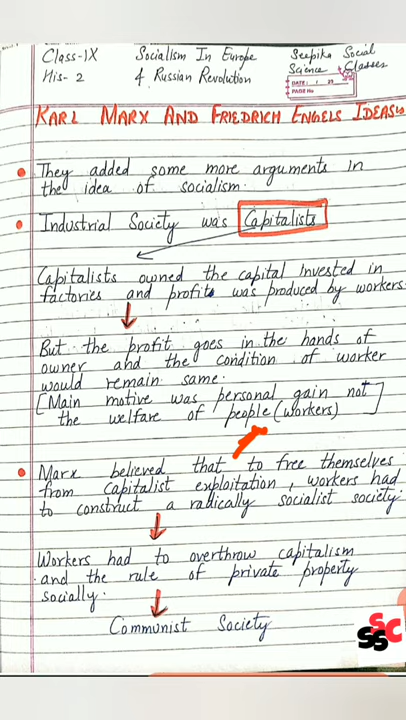 Class-IX Socialism In Europe Deepika Social
His-2 & Russian Revolution Science Classes
DATE: / 20
PAGE No
KARL MARX AND FRIEDRICH ENGELS IDEAS
• They added some more arguments in
the idea of socialism.
• Industrial Society was Capitalists
Capitalists owned the capital invested in
factories and profits was produced by workers.
But the profit goes in the hands of
owner and the condition of worker
would remain same.
[Main motive was personal gain not
the welfare of people (workers)]
• Marx believed that to free themselves
from capitalist exploitation, workers had
to construct a radically socialist society.
Workers had to overthrow capitalism
and the rule of private property
socially.
Communist Society
SSC